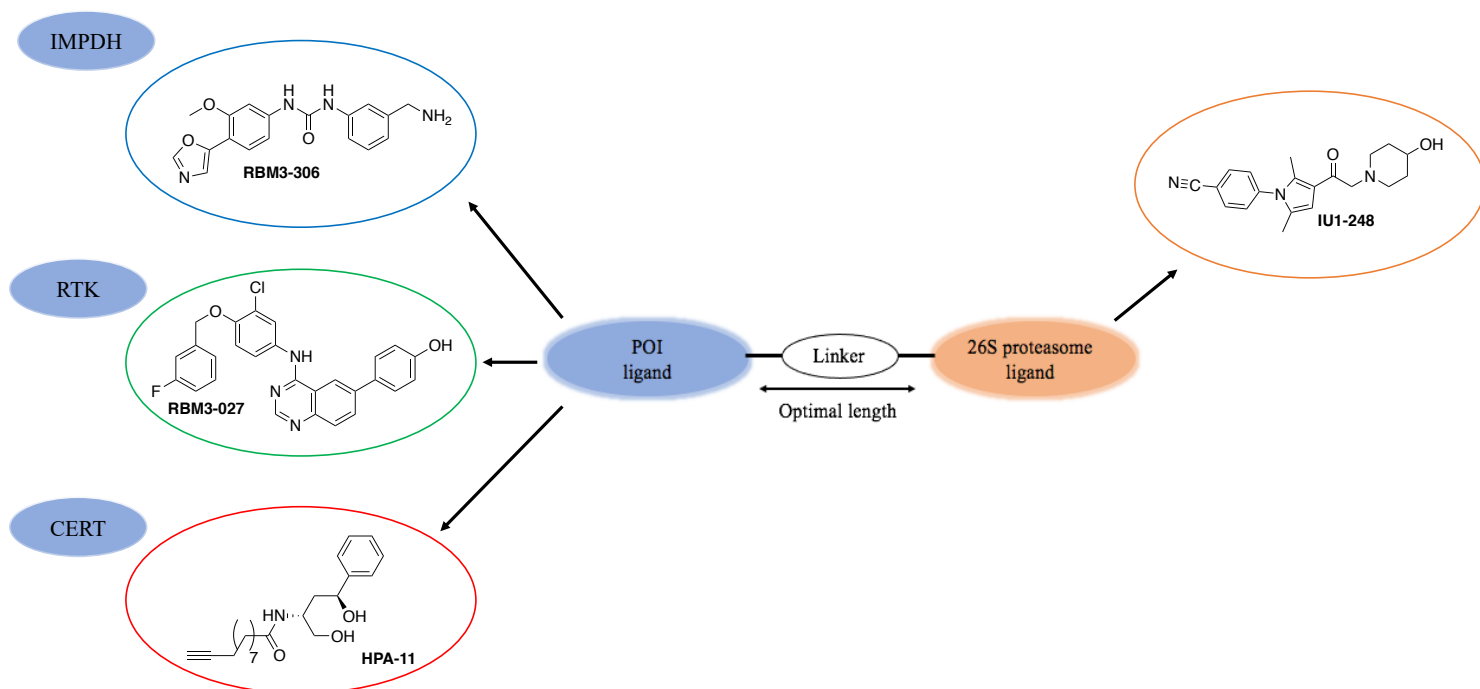 IMPDH
O
H
N
H
N
O
NH2
O
N
RBM3-306
RTK
Cl
O
NH
OH
F
N
N
RBM3-027
CERT
H
N
OH
OH
7
O
HPA-11
POI
ligand
Linker
Optimal length
26S proteasome
ligand
OH
O
N
N≡C
N
IU1-248